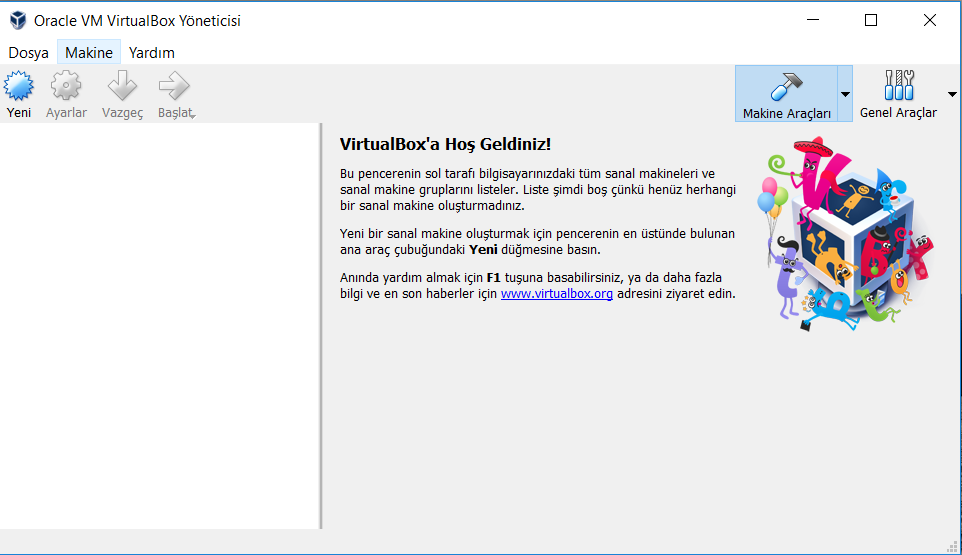 Oracle VM VirtualBox Yöneticisi
Dosya Makine Yardım
Yeni Ayarlar Vazgeç Başlat
Makine Araçları Genel Araçlar
VirtualBox'a Hoş Geldiniz!
Bu pencerenin sol tarafı bilgisayarınızdaki tüm sanal makineleri ve
sanal makine gruplarını listeler. Liste şimdi boş çünkü henüz herhangi
bir sanal makine oluşturmadınız.
Yeni bir sanal makine oluşturmak için pencerenin en üstünde bulunan
ana araç çubuğundaki Yeni düğmesine basın.
Anında yardım almak için F1 tuşuna basabilirsiniz, ya da daha fazla
bilgi ve en son haberler için www.virtualbox.org adresini ziyaret edin.